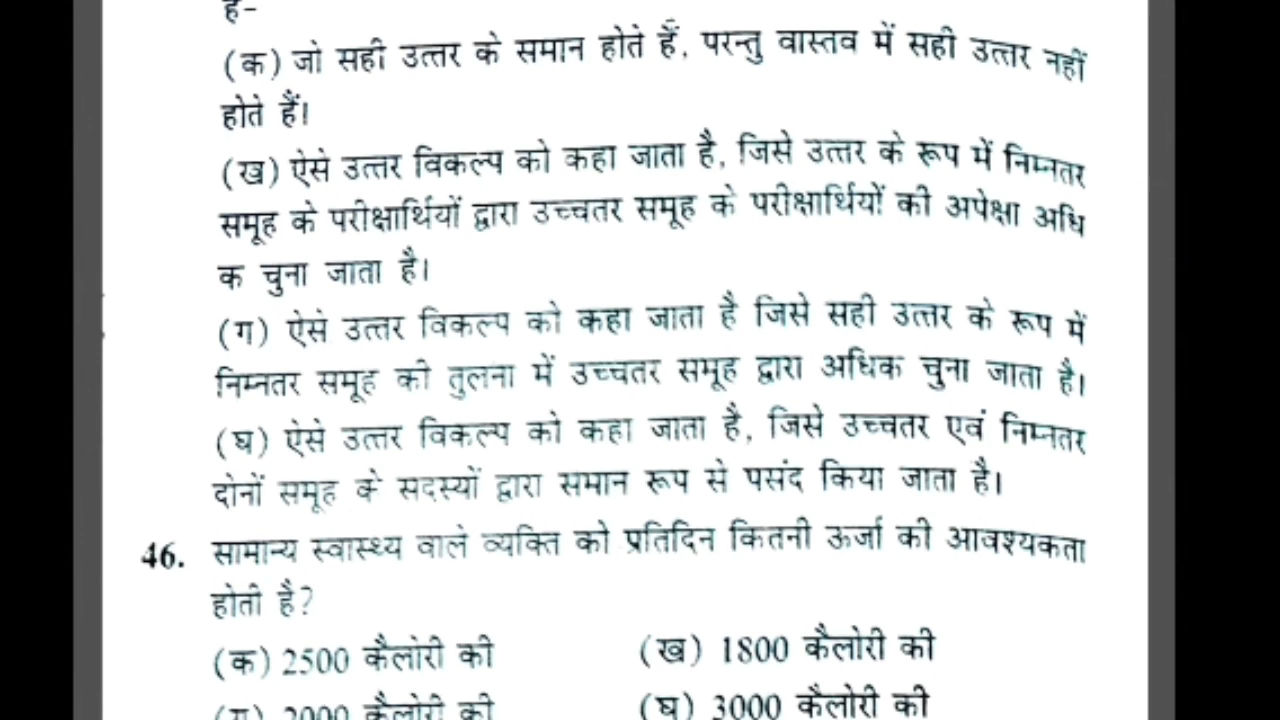 है-
(क) जो सही उत्तर के समान होते हैं, परन्तु वास्तव में सही उत्तर नहीं
होते हैं।
(ख) ऐसे उत्तर विकल्प को कहा जाता है, जिसे उत्तर के रूप में निम्नतर
समूह के परीक्षार्थियों द्वारा उच्चतर समूह के परीक्षार्थियों की अपेक्षा अधि
क चुना जाता है।
(ग) ऐसे उत्तर विकल्प को कहा जाता है जिसे सही उत्तर के रूप में
निम्नतर समूह की तुलना में उच्चतर समूह द्वारा अधिक चुना जाता है।
(घ) ऐसे उत्तर विकल्प को कहा जाता है, जिसे उच्चतर एवं निम्नतर
दोनों समूह के सदस्यों द्वारा समान रूप से पसंद किया जाता है।
46. सामान्य स्वास्थ्य वाले व्यक्ति को प्रतिदिन कितनी ऊर्जा की आवश्यकता
होती है?
(क) 2500 कैलोरी की (ख) 1800 कैलोरी की
(ग) 2000 कैलोरी की (घ) 3000 कैलोरी की